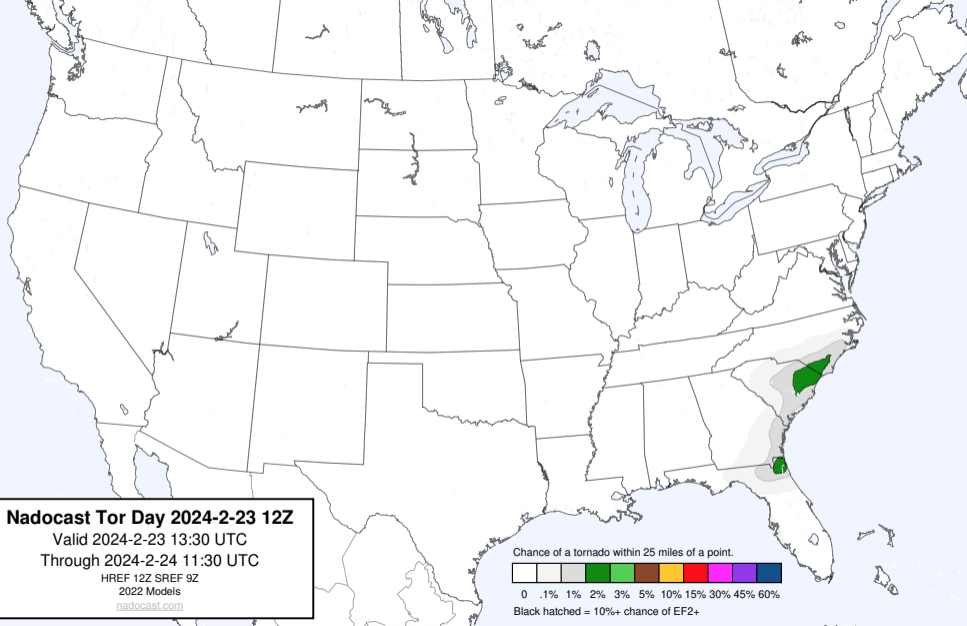 Nadocast Tor Day 2024-2-23 12Z
Valid 2024-2-23 13:30 UTC
Through 2024-2-24 11:30 UTC
HREF 12Z SREF 9Z
2022 Models
nadocast.com
Chance of a tornado within 25 miles of a point.
0 .1% 1% 2% 3% 5% 10% 15% 30% 45% 60%
Black hatched = 10%+ chance of EF2+